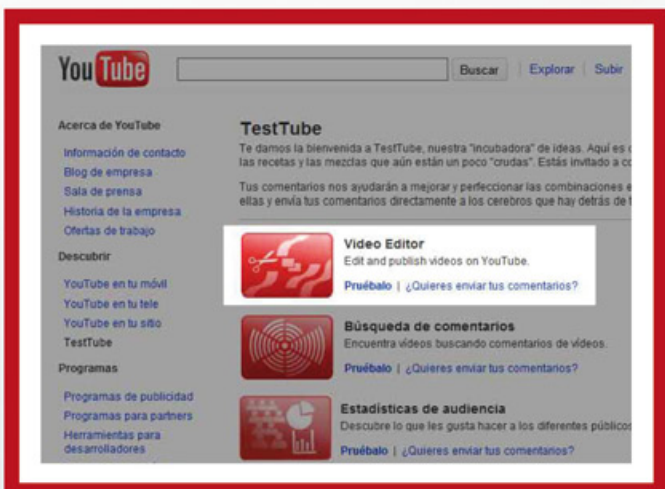 YouTube
Buscar | Explorar | Subir
Acerca de YouTube
Información de contacto
Blog de empresa
Sala de prensa
Historia de la empresa
Ofertas de trabajo
Descubrir
YouTube en tu móvil
YouTube en tu tele
YouTube en tu sitio
TestTube
Programas
Programas de publicidad
Programas para partners
Herramientas para
desarrolladores
TestTube
Te damos la bienvenida a TestTube, nuestra "incubadora" de ideas. Aquí es
las recetas y las mezclas que aún están un poco "crudas". Estás invitado a
Tus comentarios nos ayudarán a mejorar y perfeccionar las combinaciones
ellas y envía tus comentarios directamente a los cerebros que hay detrás de
Video Editor
Edit and publish videos on YouTube.
Pruébalo | ¿Quieres enviar tus comentarios?
Búsqueda de comentarios
Encuentra vídeos buscando comentarios de vídeos.
Pruébalo | ¿Quieres enviar tus comentarios?
Estadísticas de audiencia
Descubre lo que les gusta hacer a los diferentes públicos
Pruébalo | ¿Quieres enviar tus comentarios?